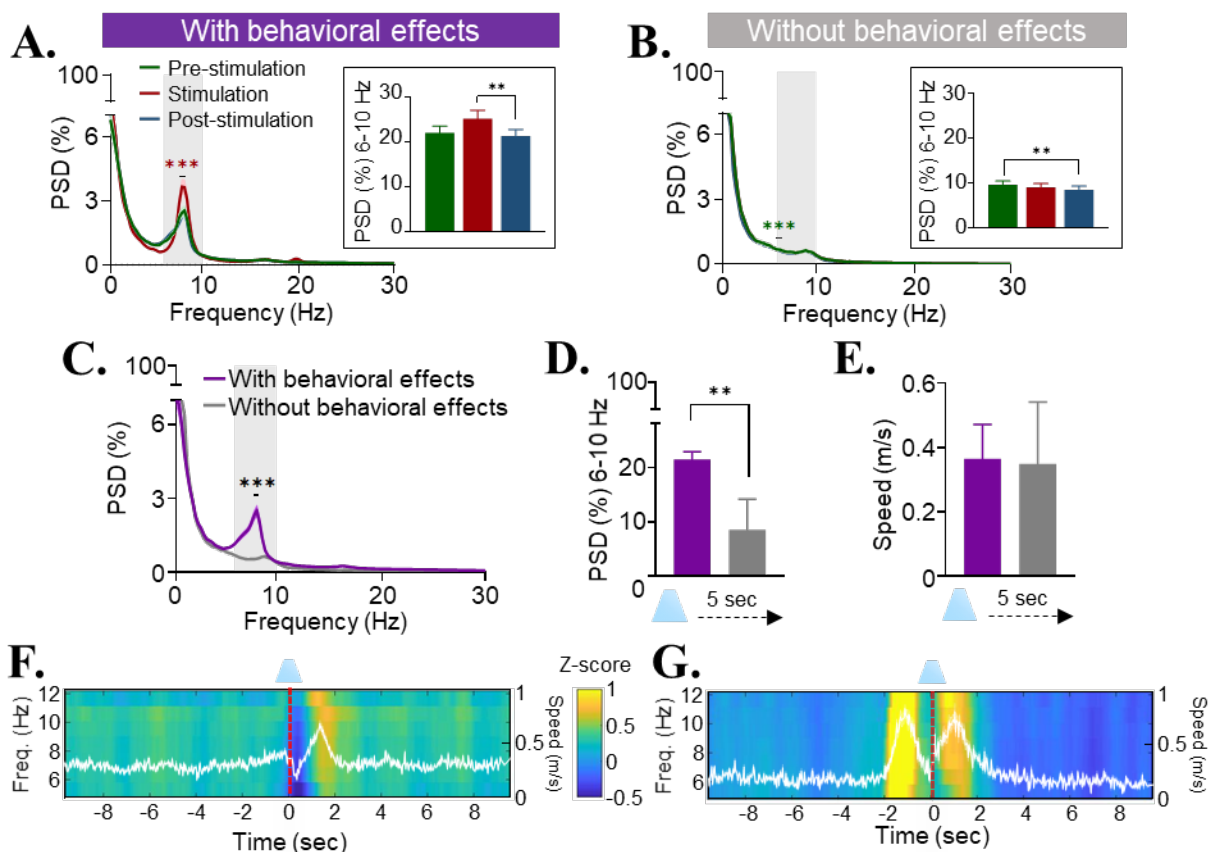 With behavioral effects
Without behavioral effects
A.
Pre-stimulation
Stimulation
Post-stimulation
100
6
3
0
PSD (%)
***
0
10
20
30
Frequency (Hz)
PSD (%) 6-10 Hz
30
20
10
0
**
B.
100
6
3
0
PSD (%)
***
0
10
20
30
Frequency (Hz)
PSD (%) 6-10 Hz
30
20
10
0
**
C.
With behavioral effects
Without behavioral effects
100
6
3
0
PSD (%)
***
0
10
20
30
Frequency (Hz)
D.
100
20
10
0
PSD (%) 6-10 Hz
**
5 sec
E.
0.6
0.4
0.2
0
Speed (m/s)
5 sec
F.
12
10
8
6
Freq. (Hz)
1
0.5
0
Speed (m/s)
-8 -6 -4 -2 0 2 4 6 8
Time (sec)
Z-score
1
0.5
0
-0.5
G.
12
10
8
6
Freq. (Hz)
1
0.5
0
Speed (m/s)
-8 -6 -4 -2 0 2 4 6 8
Time (sec)